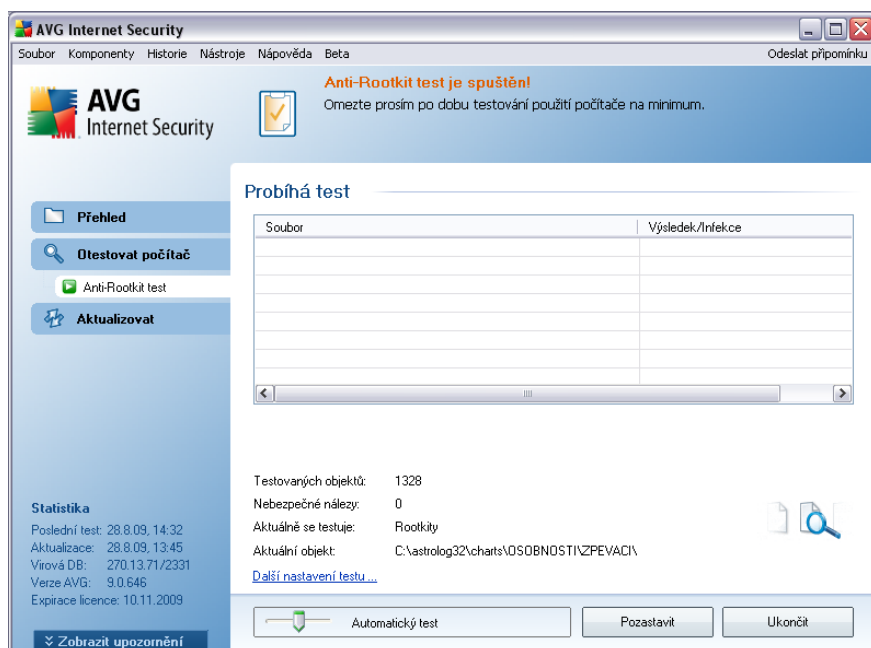 AVG Internet Security
Soubor Komponenty Historie Nástroje Nápověda Beta Odeslat připomínku
AVG
Internet Security
Anti-Rootkit test je spuštěn!
Omezte prosím po dobu testování použití počítače na minimum.
Přehled
Otestovat počítač
Anti-Rootkit test
Aktualizovat
Probíhá test
Soubor Výsledek/Infekce
Testovaných objektů: 1328
Nebezpečné nálezy: 0
Aktuálně se testuje: Rootkity
Aktuální objekt: C:\astrolog32\charts\OSOBNOSTI\ZPEVACI\
Další nastavení testu ...
Statistika
Poslední test: 28.8.09, 14:32
Aktualizace: 28.8.09, 13:45
Virová DB: 270.13.71/2331
Verze AVG: 9.0.646
Expirace licence: 10.11.2009
Zobrazit upozornění
Automatický test Pozastavit Ukončit